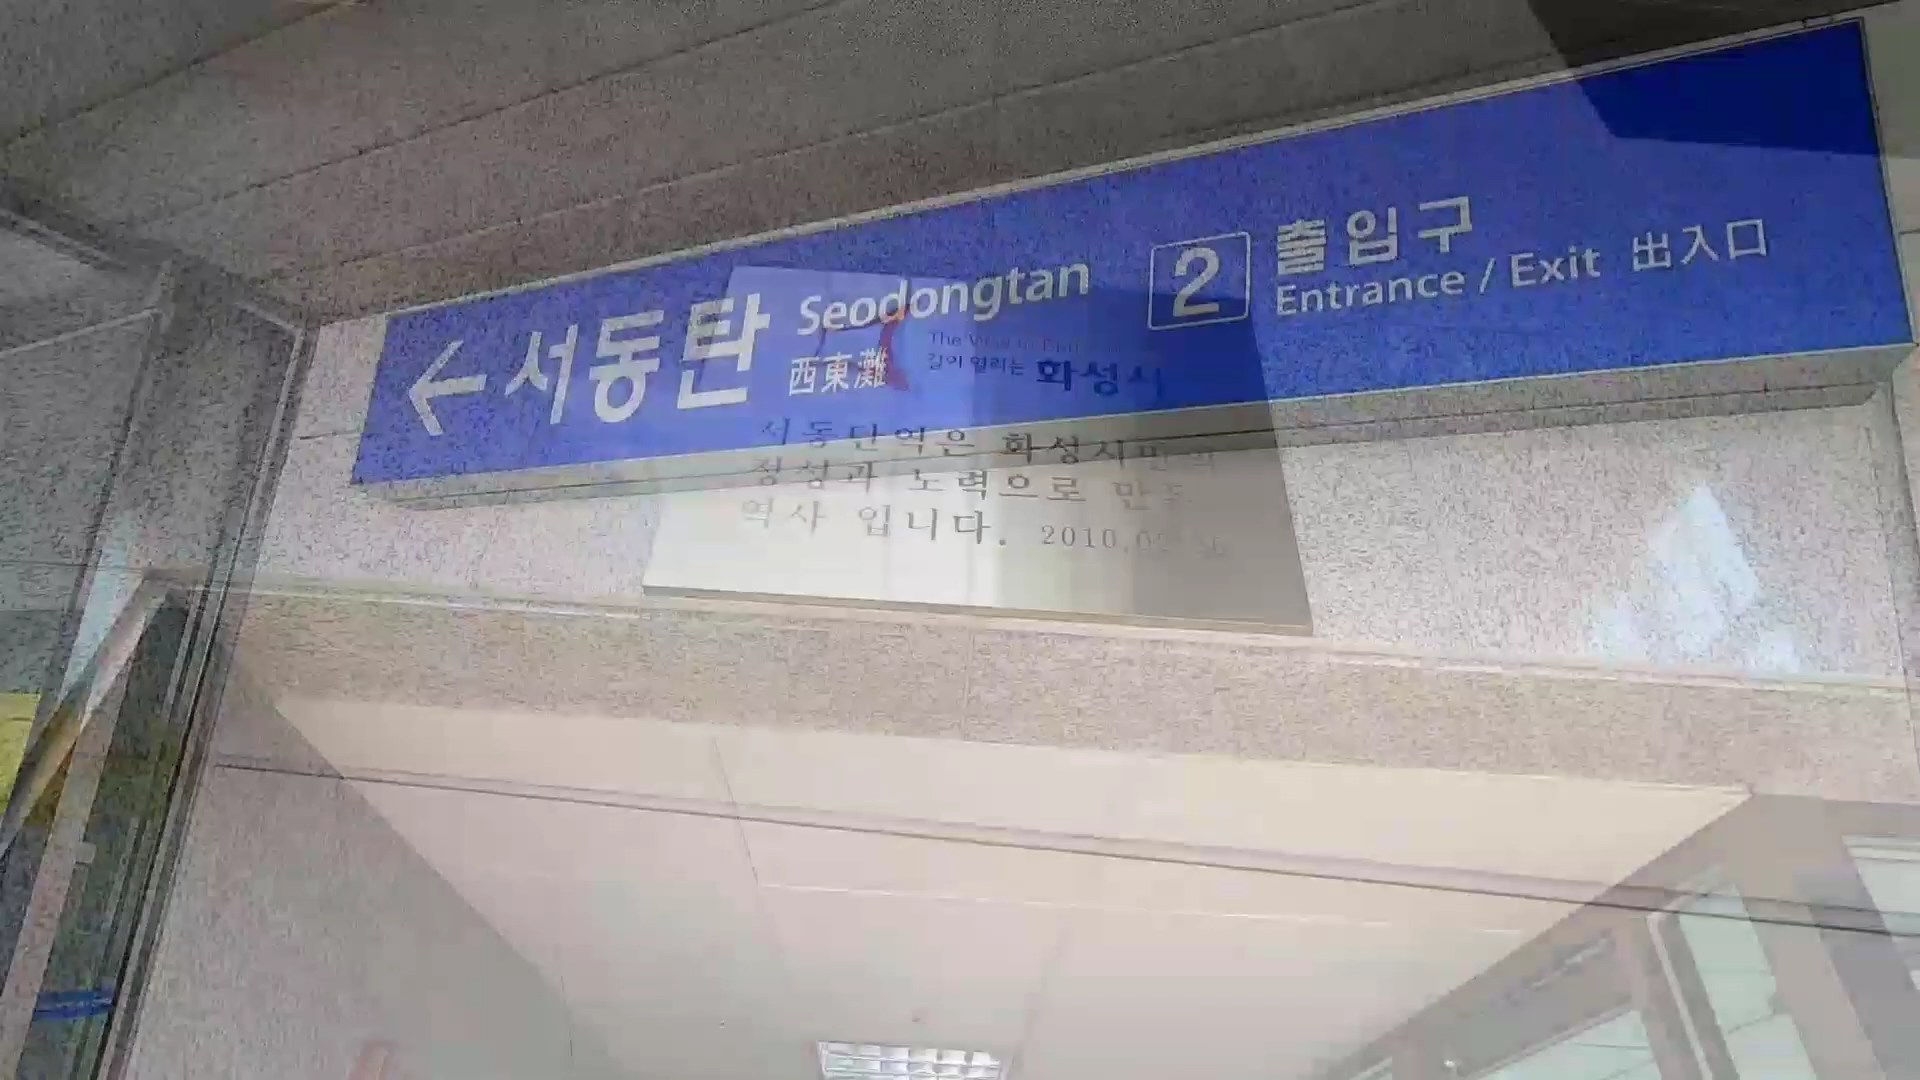 ← 서동탄 Seodongtan
西東灘
2 출입구
Entrance / Exit 出入口
길이 열리는 화성시
서동탄역은 화성시민의
정성과 노력으로 만든
역사 입니다. 2010.02